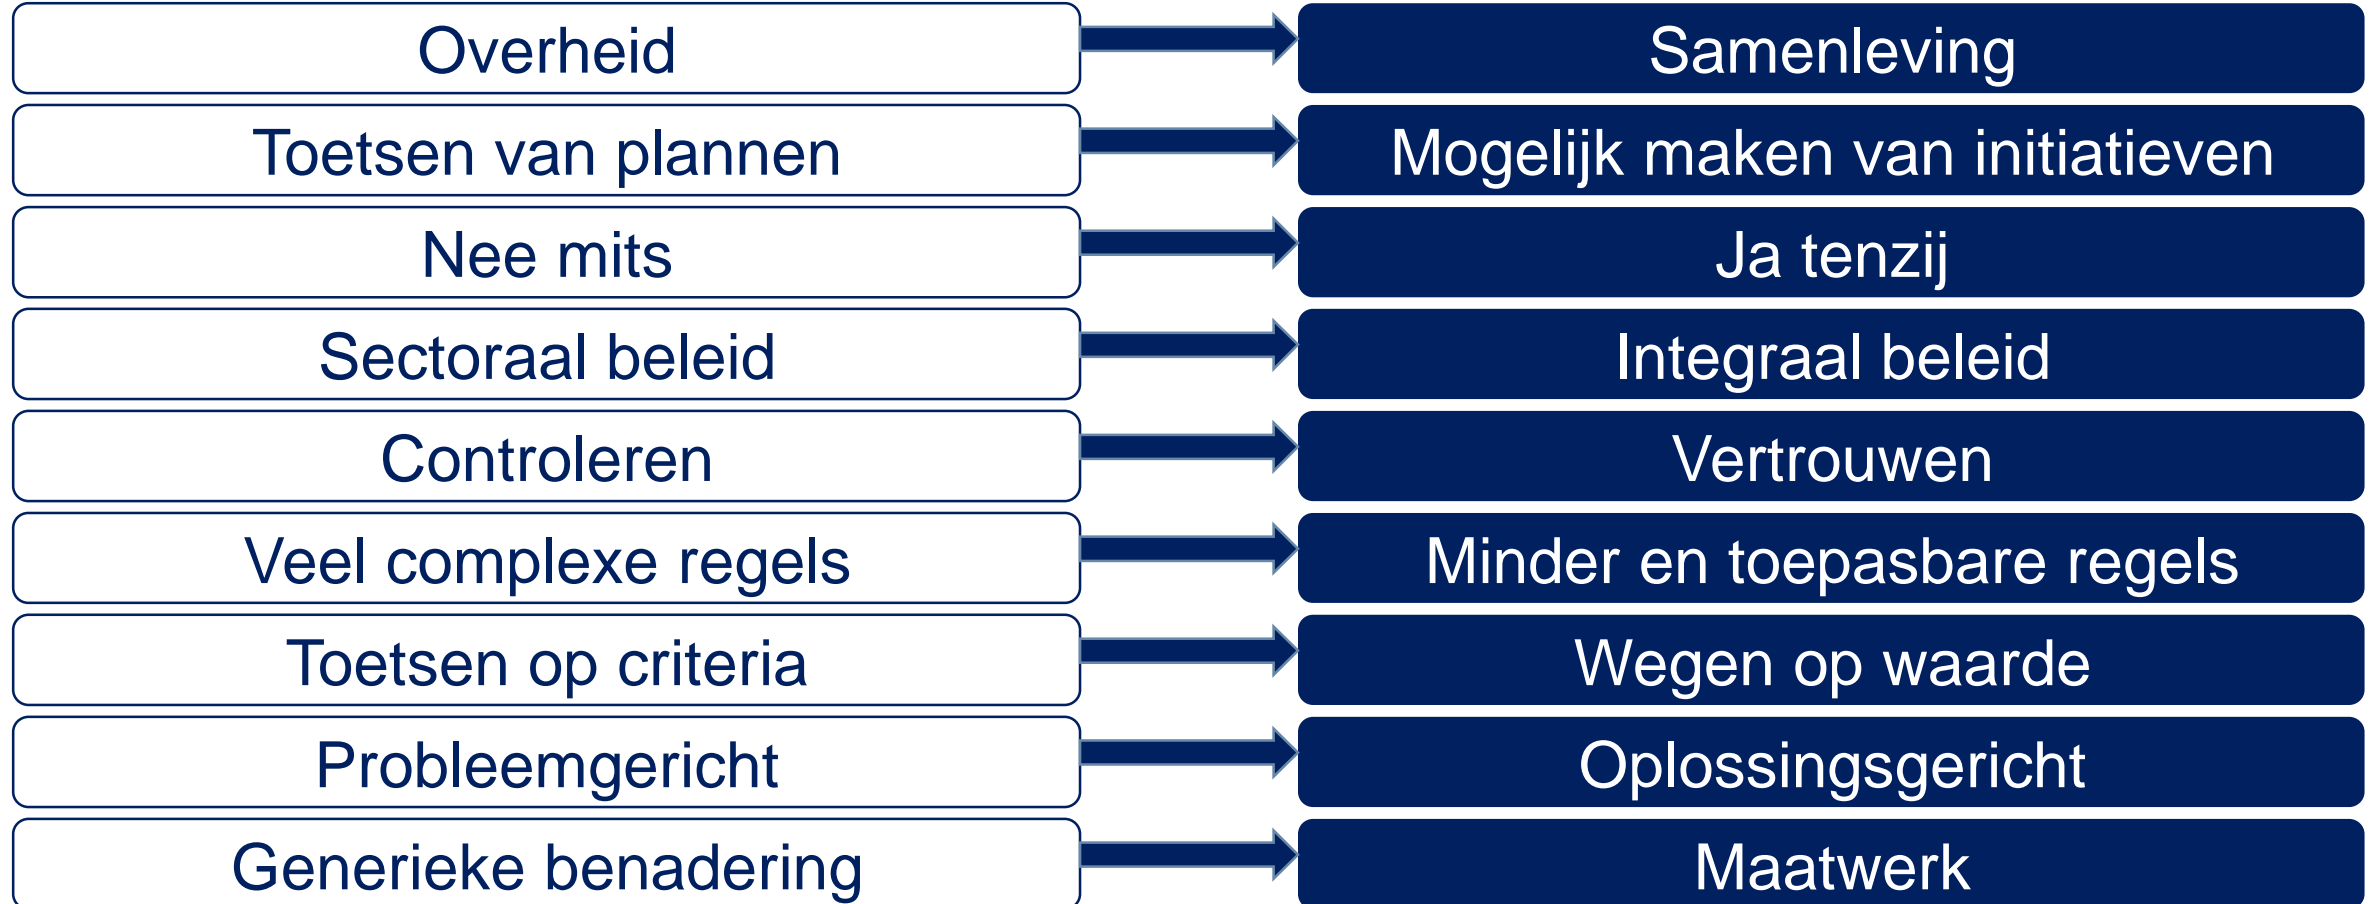 Overheid
Samenleving
Toetsen van plannen
Mogelijk maken van initiatieven
Nee mits
Ja tenzij
Sectoraal beleid
Integraal beleid
Controleren
Vertrouwen
Veel complexe regels
Minder en toepasbare regels
Toetsen op criteria
Wegen op waarde
Probleemgericht
Oplossingsgericht
Generieke benadering
Maatwerk